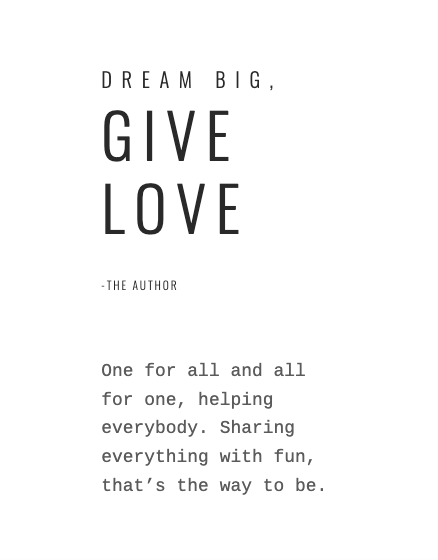 DREAM BIG,
GIVE
LOVE
-THE AUTHOR
One for all and all
for one, helping
everybody. Sharing
everything with fun,
that’s the way to be.